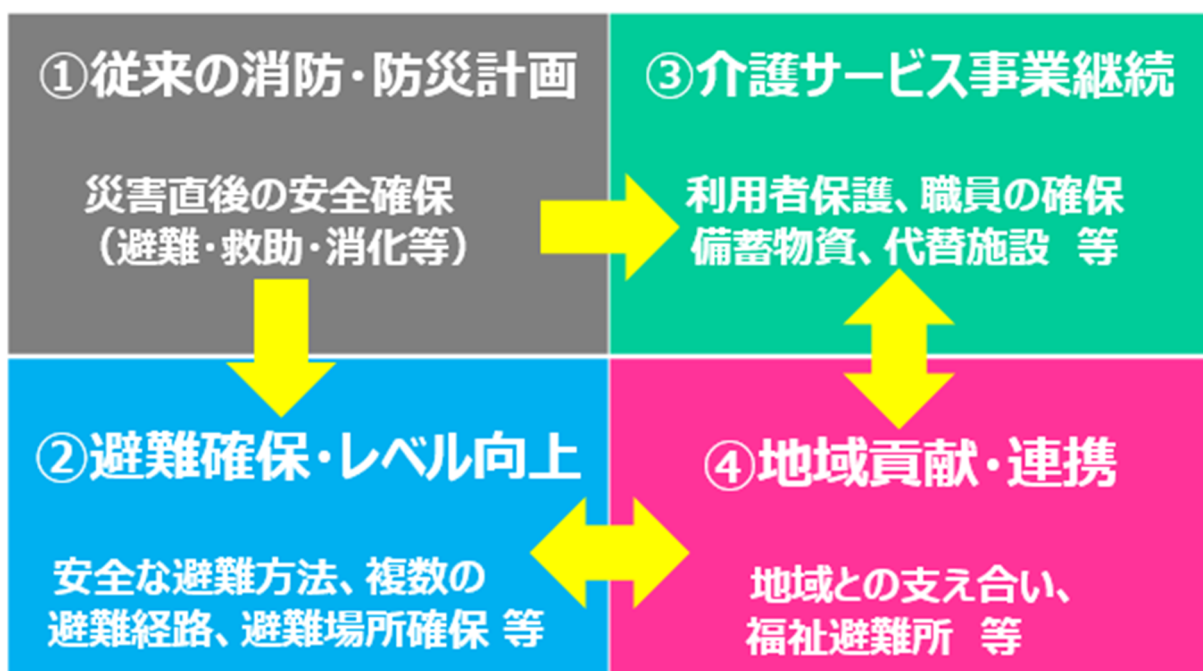 ①従来の消防・防災計画
災害直後の安全確保
（避難・救助・消化等）
③介護サービス事業継続
利用者保護、職員の確保
備蓄物資、代替施設 等
②避難確保・レベル向上
安全な避難方法、複数の
避難経路、避難場所確保 等
④地域貢献・連携
地域との支え合い、
福祉避難所 等